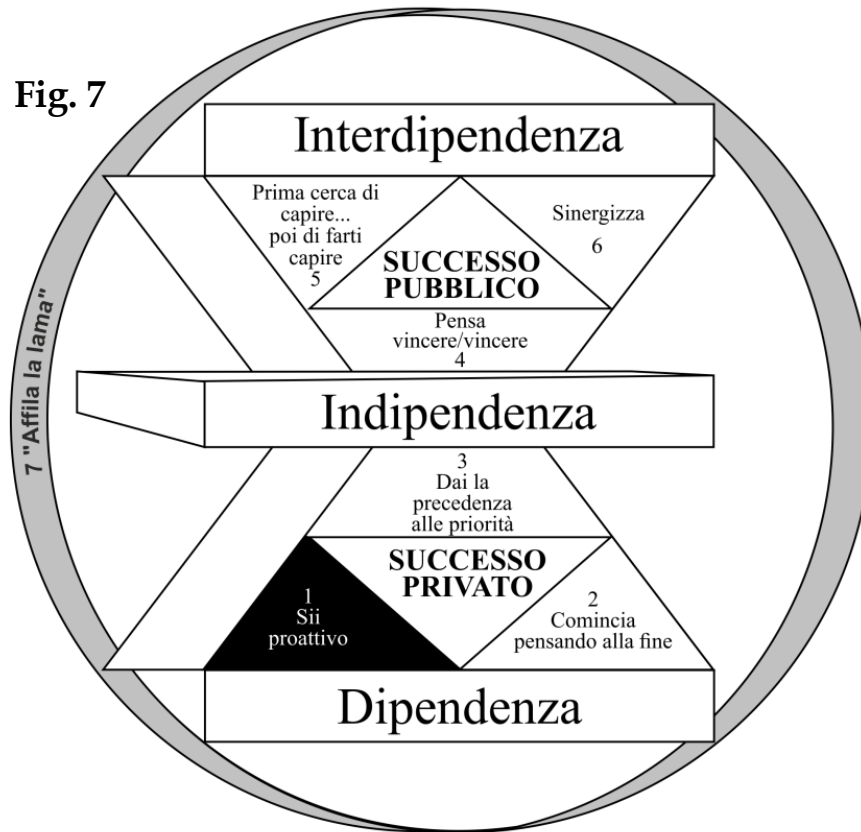 Fig. 7
Interdipendenza
Prima cerca di
capire...
poi di farti
capire
5
Sinergizza
6
SUCCESSO
PUBBLICO
Pensa
vincere/vincere
4
7 "Affila la lama"
Indipendenza
3
Dai la
precedenza
alle priorità
SUCCESSO
PRIVATO
1
Sii
proattivo
2
Comincia
pensando alla fine
Dipendenza